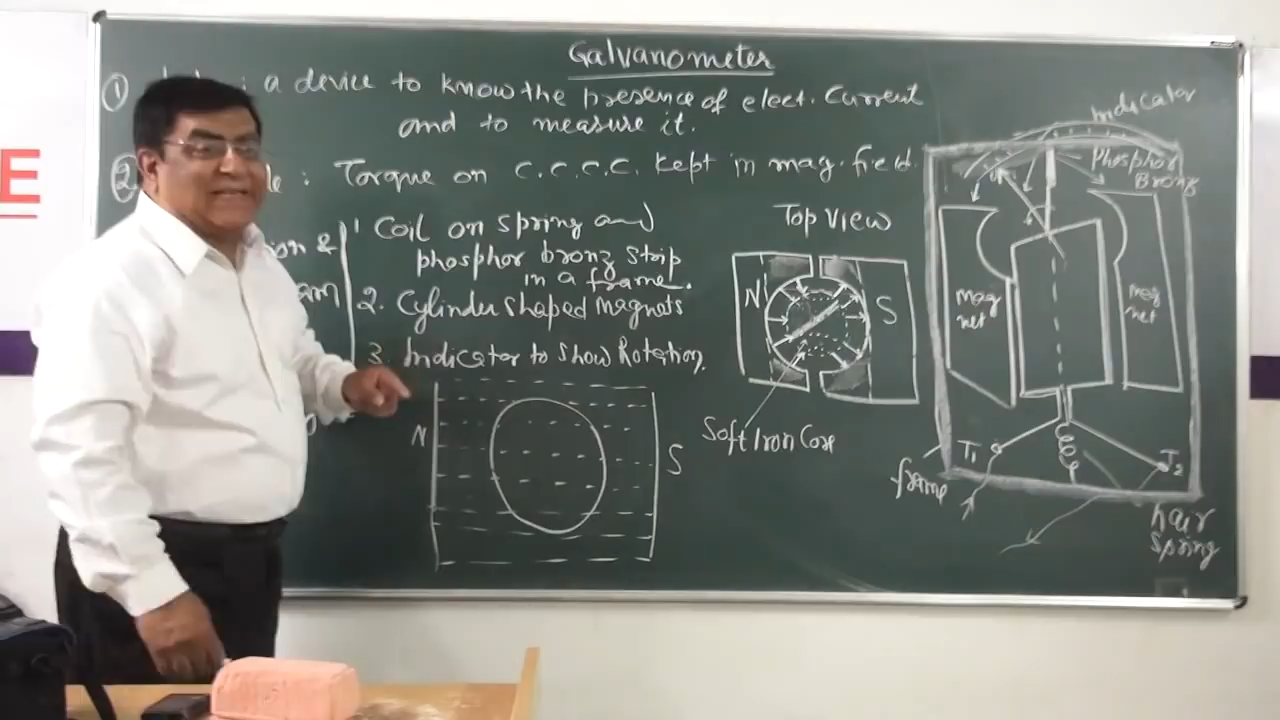 Galvanometer
① : a device to know the presence of elect. Current
and to measure it.
② : Torque on C.C.C.C. Kept in mag. field.
1 Coil on spring and
phosphor bronz strip
in a frame.
2. Cylinder shaped magnets
3. Indicator to show Rotation.
N
S
Top View
N
S
Soft Iron Core
Indicator
Phosphor
Bronz
mag
net
mag
net
T1
T2
frame
hair
Spring
E